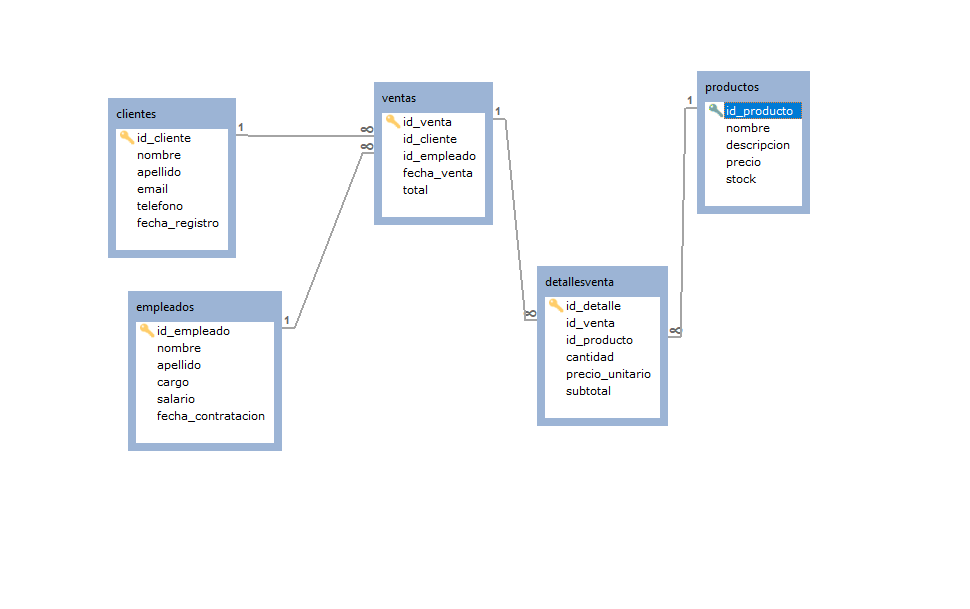 clientes
id_cliente
nombre
apellido
email
telefono
fecha_registro
1
∞
ventas
id_venta
id_cliente
id_empleado
fecha_venta
total
∞
1
empleados
id_empleado
nombre
apellido
cargo
salario
fecha_contratacion
1
∞
detallesventa
id_detalle
id_venta
id_producto
cantidad
precio_unitario
subtotal
∞
1
productos
id_producto
nombre
descripcion
precio
stock